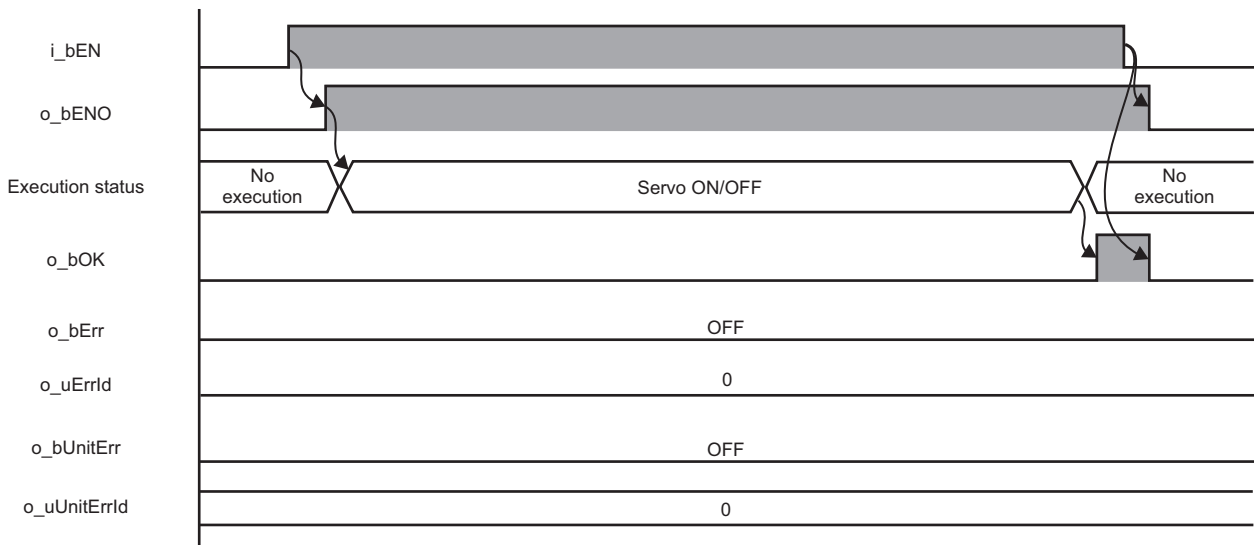 i_bEN
o_bENO
Execution status
No
execution
Servo ON/OFF
No
execution
o_bOK
o_bErr
OFF
o_uErrId
0
o_bUnitErr
OFF
o_uUnitErrId
0